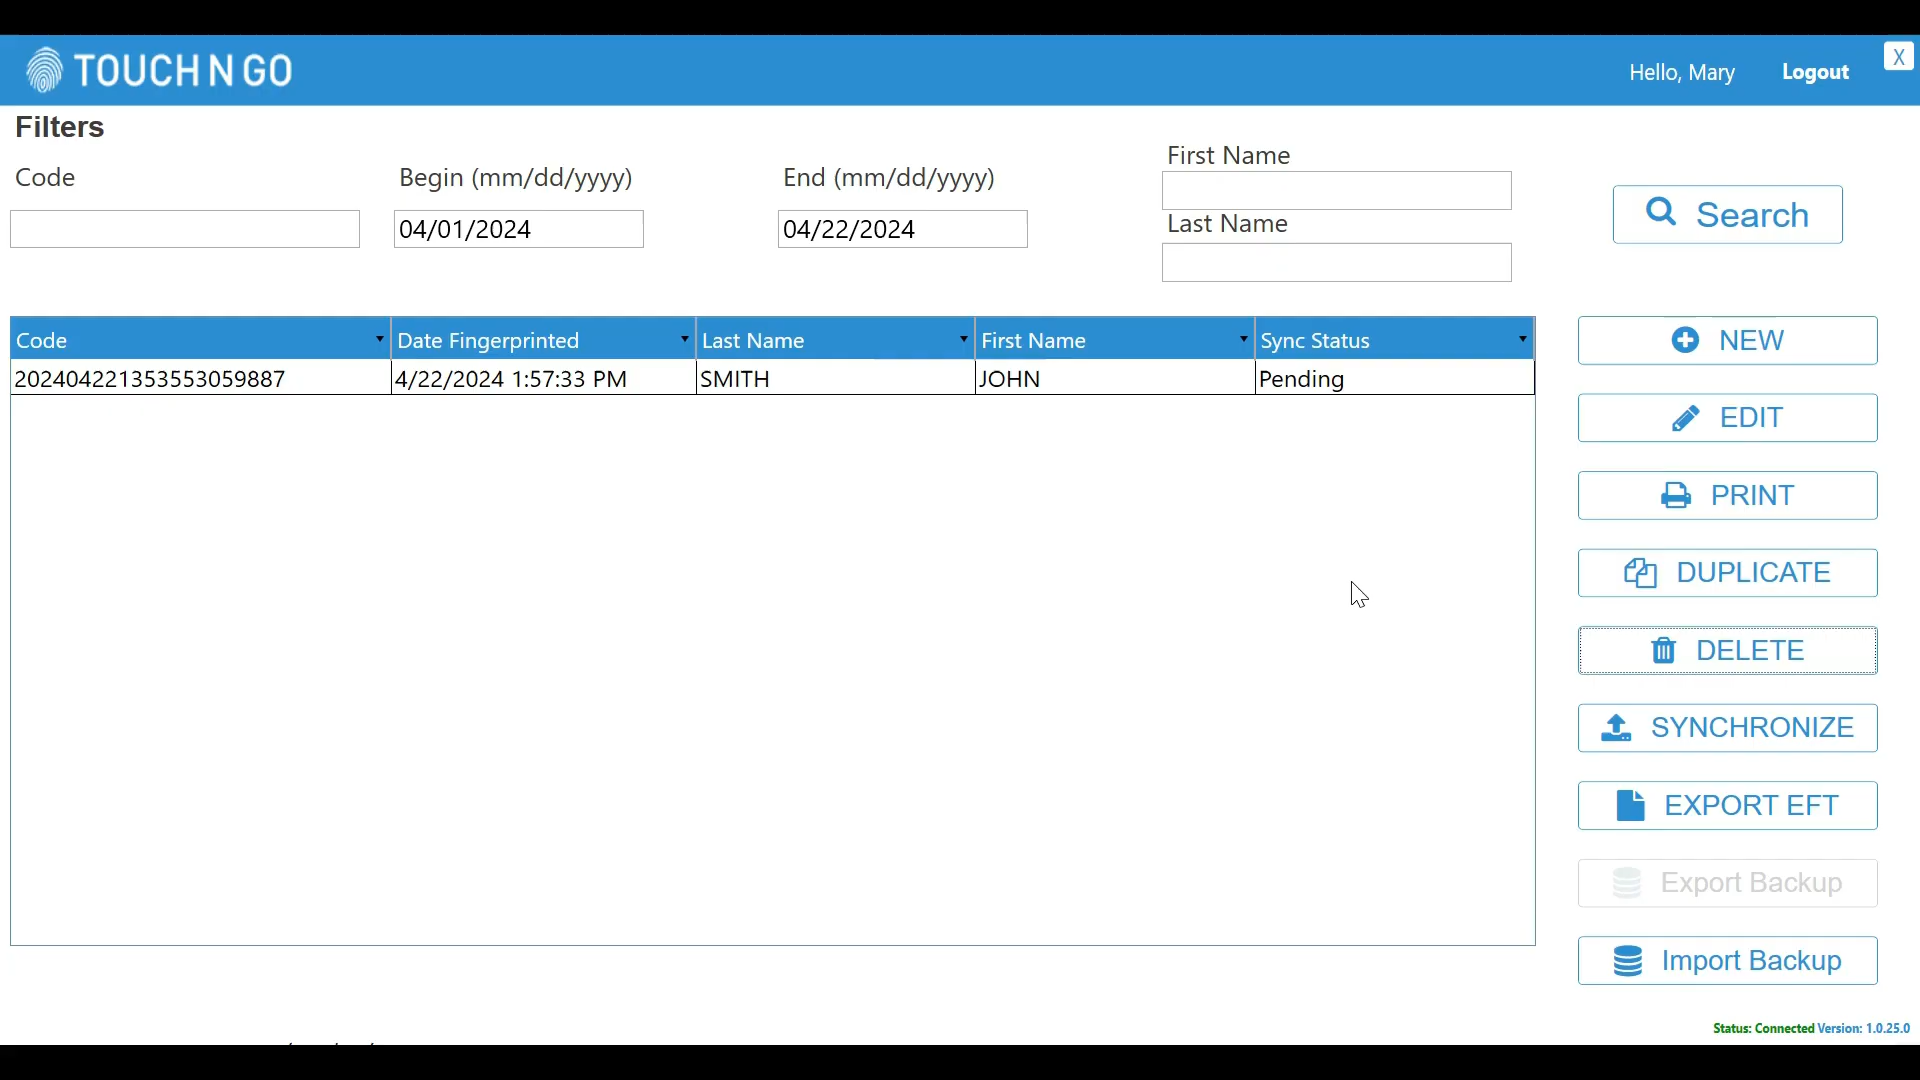 TOUCH N GO
Hello, Mary
Logout
X
Filters
Code
Begin (mm/dd/yyyy)
End (mm/dd/yyyy)
First Name
04/01/2024
04/22/2024
Last Name
Search
Code
Date Fingerprinted
Last Name
First Name
Sync Status
202404221353553059887
4/22/2024 1:57:33 PM
SMITH
JOHN
Pending
NEW
EDIT
PRINT
DUPLICATE
DELETE
SYNCHRONIZE
EXPORT EFT
Export Backup
Import Backup
Status: Connected Version: 1.0.25.0